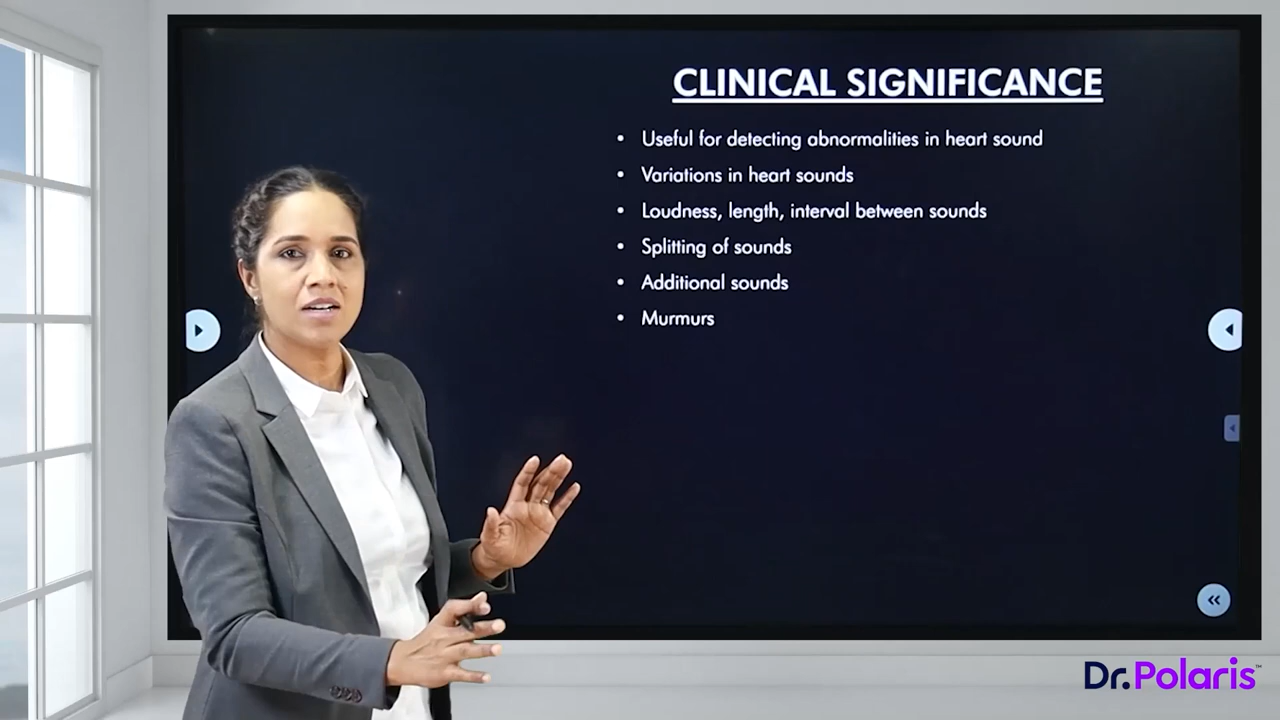 CLINICAL SIGNIFICANCE
• Useful for detecting abnormalities in heart sound
• Variations in heart sounds
• Loudness, length, interval between sounds
• Splitting of sounds
• Additional sounds
• Murmurs
Dr.Polaris™